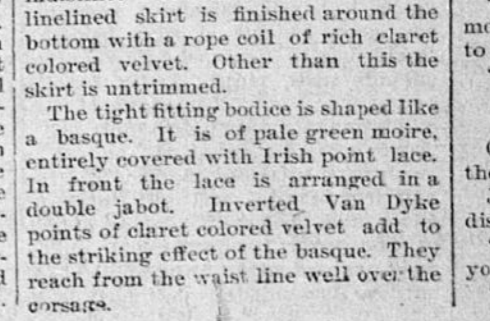 linelined skirt is finished around the
bottom with a rope coil of rich claret
colored velvet. Other than this the
skirt is untrimmed.
The tight fitting bodice is shaped like
a basque. It is of pale green moire,
entirely covered with Irish point lace.
In front the lace is arranged in a
double jabot. Inverted Van Dyke
points of claret colored velvet add to
the striking effect of the basque. They
reach from the waist line well over the
corsage.
to